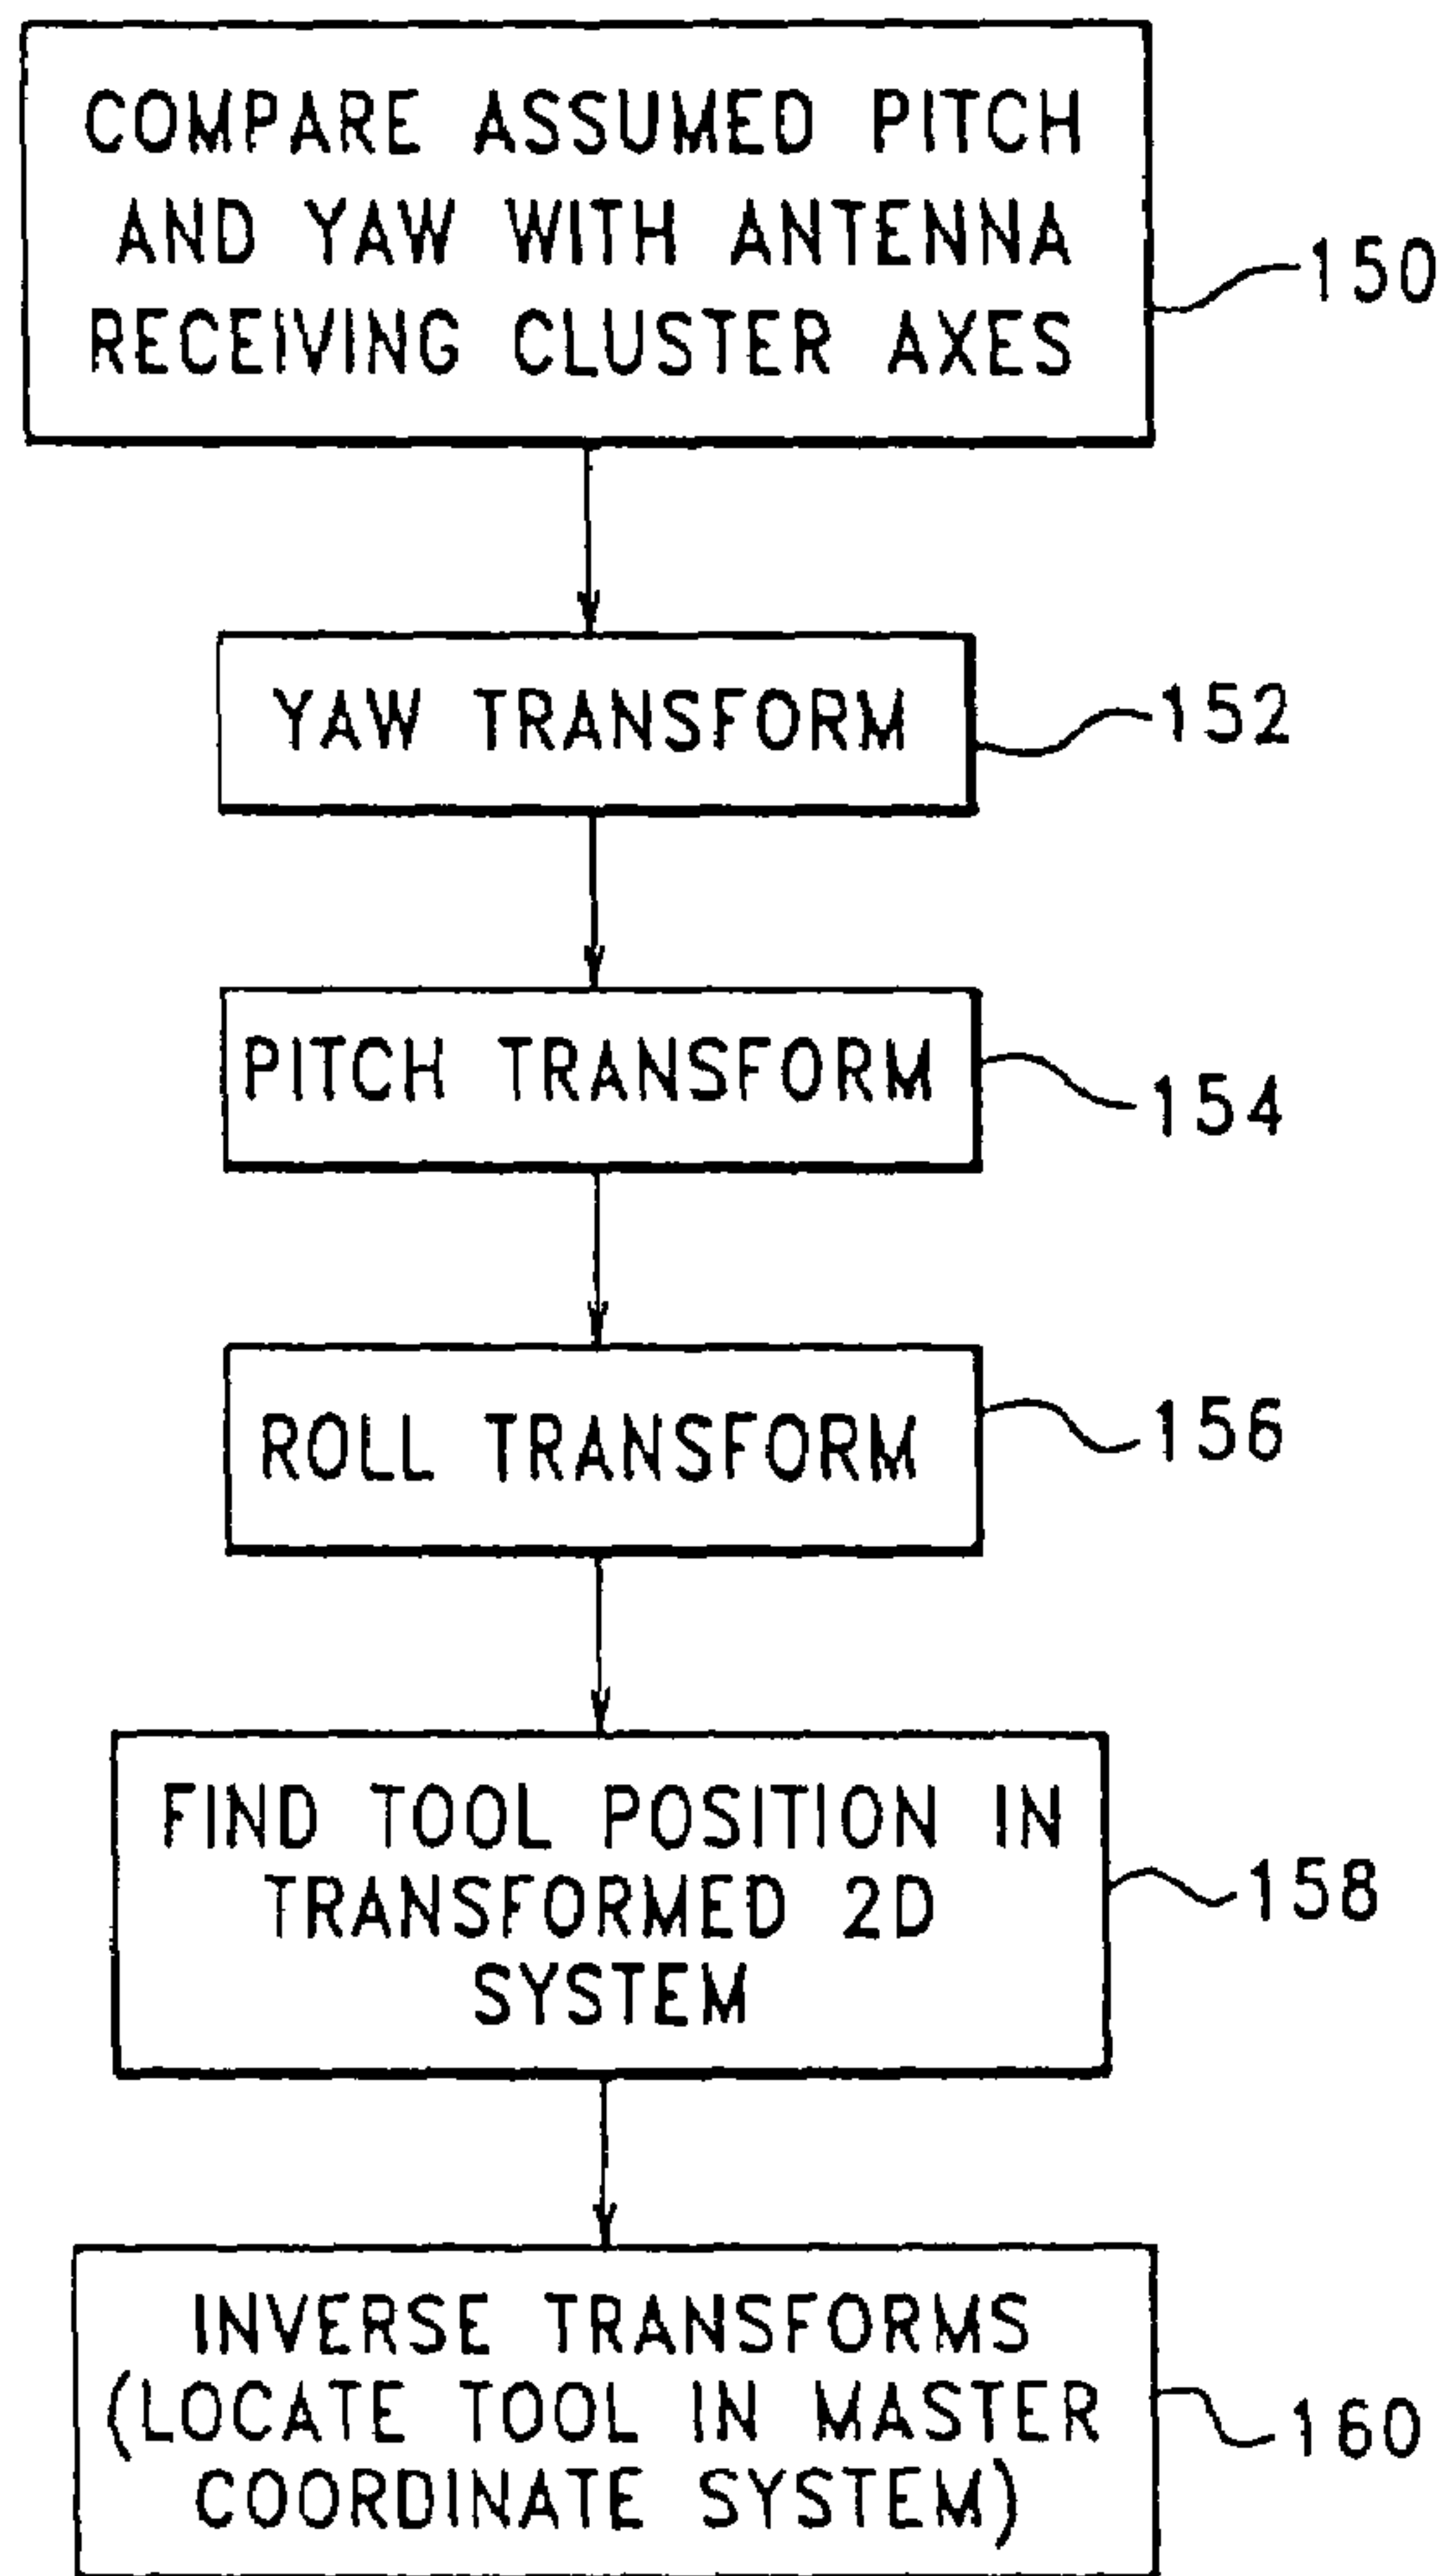 COMPARE ASSUMED PITCH
AND YAW WITH ANTENNA
RECEIVING CLUSTER AXES
150
YAW TRANSFORM
152
PITCH TRANSFORM
154
ROLL TRANSFORM
156
FIND TOOL POSITION IN
TRANSFORMED 2D
SYSTEM
158
INVERSE TRANSFORMS
(LOCATE TOOL IN MASTER
COORDINATE SYSTEM)
160